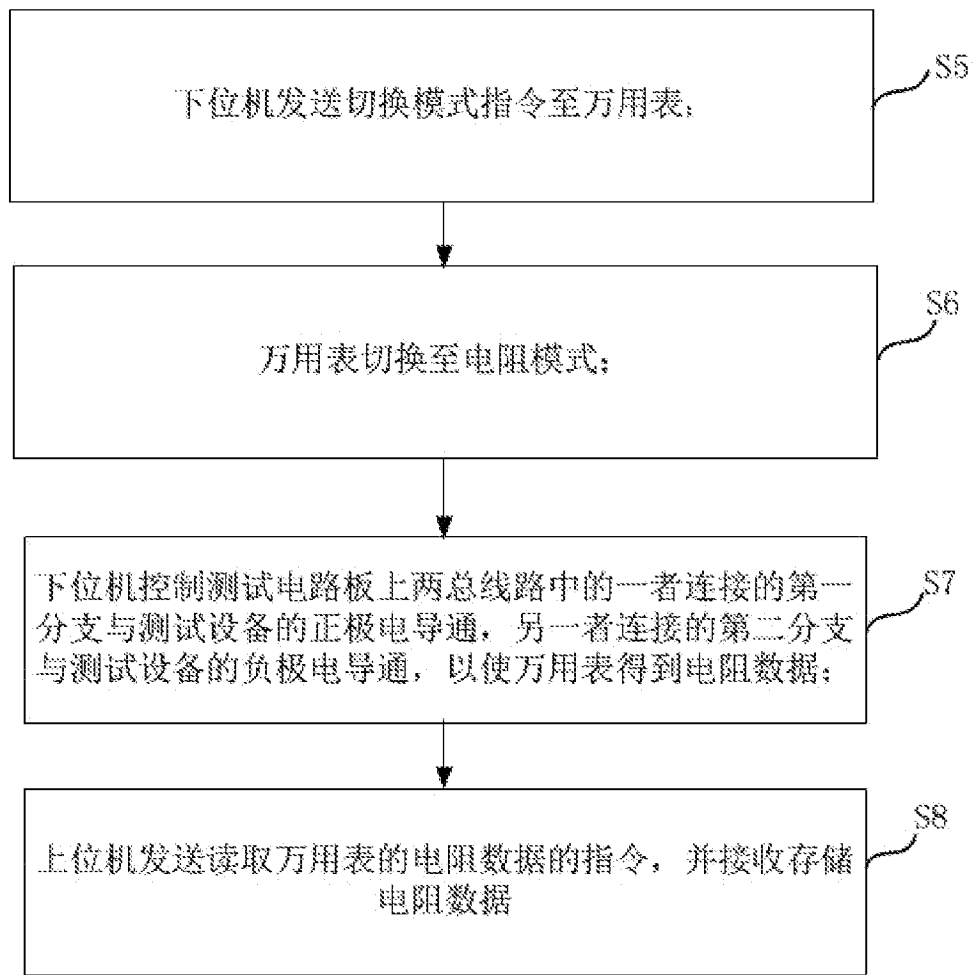 下位机发送切换模式指令至万用表;
S5
万用表切换至电阻模式;
S6
下位机控制测试电路板上两总线路中的一者连接的第一
分支与测试设备的正极电导通，另一者连接的第二分支
与测试设备的负极电导通，以使万用表得到电阻数据;
S7
上位机发送读取万用表的电阻数据的指令，并接收存储
电阻数据
S8